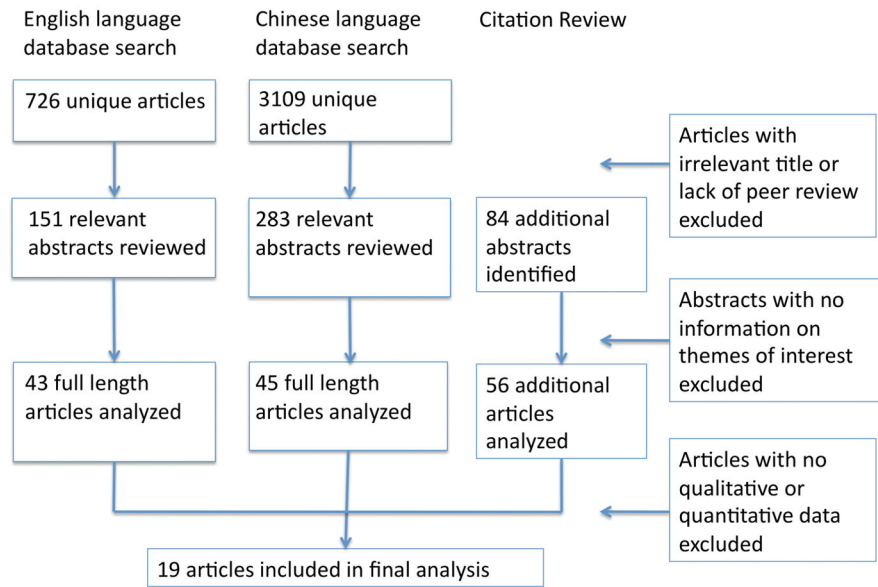 English language
database search
Chinese language
database search
Citation Review
726 unique articles
3109 unique
articles
Articles with
irrelevant title or
lack of peer review
excluded
151 relevant
abstracts reviewed
283 relevant
abstracts reviewed
84 additional
abstracts
identified
Abstracts with no
information on
themes of interest
excluded
43 full length
articles analyzed
45 full length
articles analyzed
56 additional
articles
analyzed
Articles with no
qualitative or
quantitative data
excluded
19 articles included in final analysis